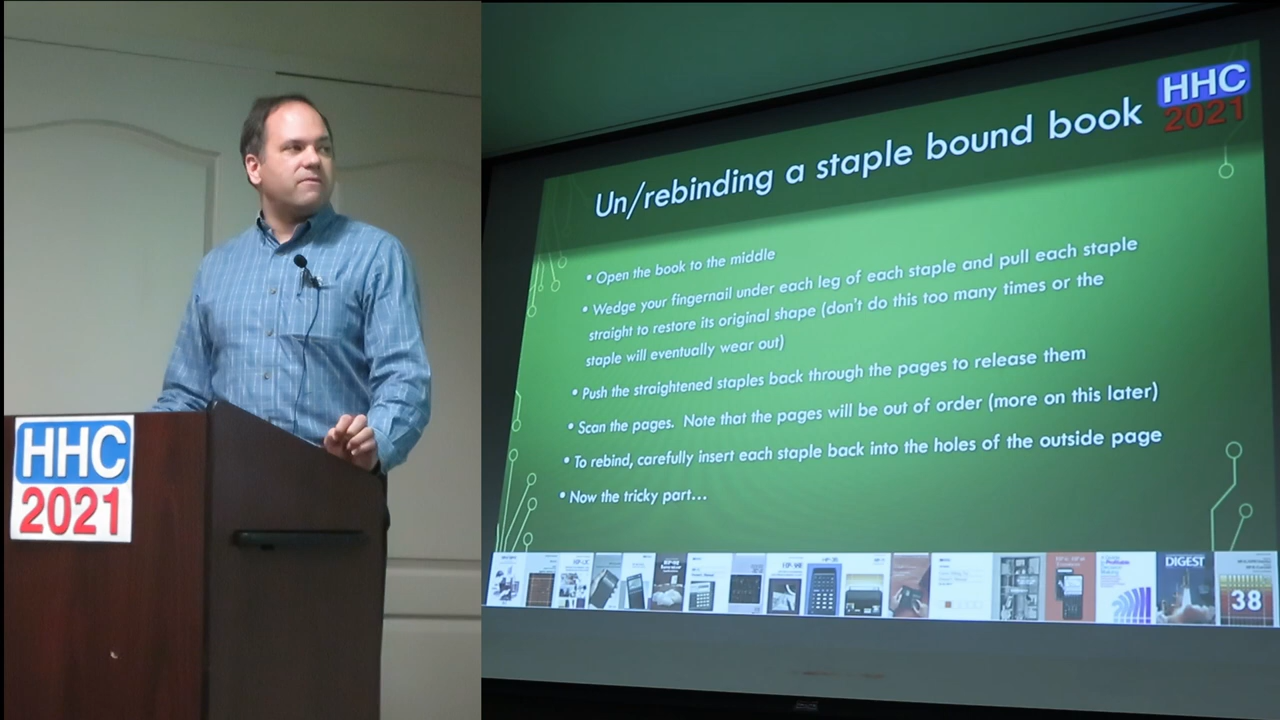 HHC
2021
Un/rebinding a staple bound book
HHC
2021
• Open the book to the middle
• Wedge your fingernail under each leg of each staple and pull each staple
straight to restore its original shape (don't do this too many times or the
staple will eventually wear out)
• Push the straightened staples back through the pages to release them
• Scan the pages. Note that the pages will be out of order (more on this later)
• To rebind, carefully insert each staple back into the holes of the outside page
• Now the tricky part...
DIGEST
38